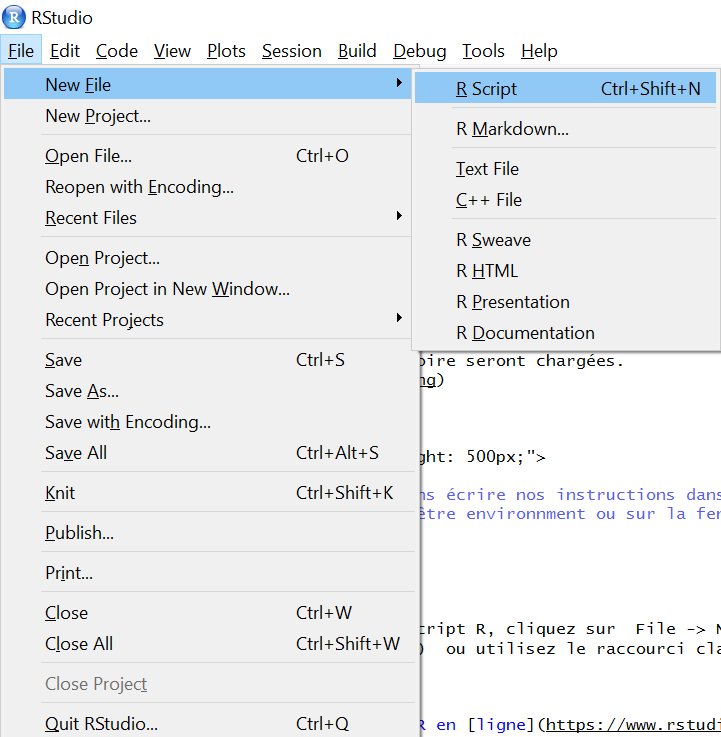 RStudio
File Edit Code View Plots Session Build Debug Tools Help
New File
New Project...
Open File... Ctrl+O
Reopen with Encoding...
Recent Files
Open Project...
Open Project in New Window...
Recent Projects
Save Ctrl+S
Save As...
Save with Encoding...
Save All Ctrl+Alt+S
Knit Ctrl+Shift+K
Publish...
Print...
Close Ctrl+W
Close All Ctrl+Shift+W
Close Project
Quit RStudio... Ctrl+Q
R Script Ctrl+Shift+N
R Markdown...
Text File
C++ File
R Sweave
R HTML
R Presentation
R Documentation
oire seront chargées.
ng)
ght: 500px;">
ns écrire nos instructions dans
être environnment ou sur la fen
cript R, cliquez sur File -> N
) ou utilisez le raccourci cla
R en [ligne](https://www.rstudi